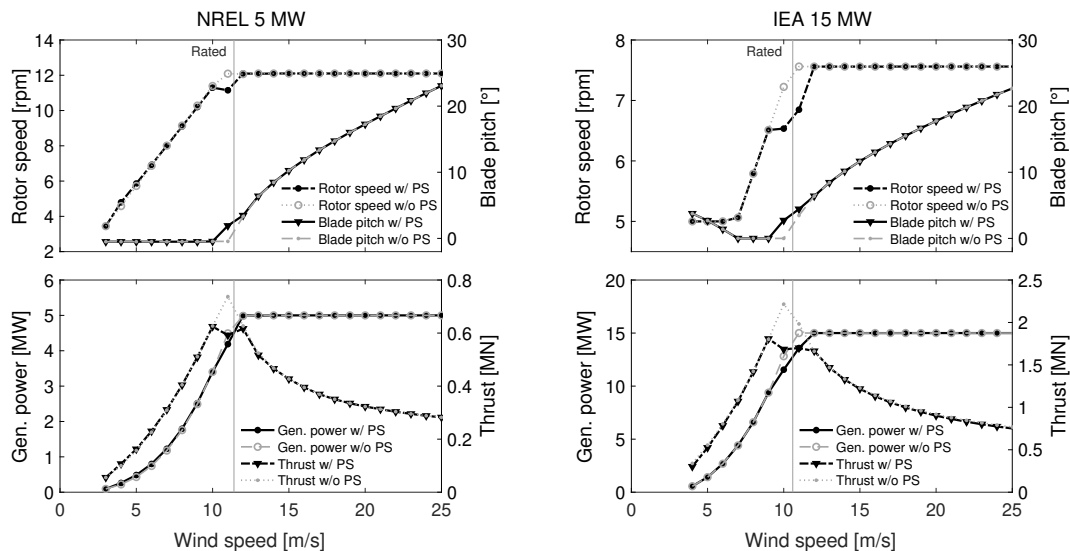 NREL 5 MW
IEA 15 MW
14
12
10
8
6
4
2
Rotor speed [rpm]
30
20
10
0
Blade pitch [°]
Rated
Rotor speed w/ PS
Rotor speed w/o PS
Blade pitch w/ PS
Blade pitch w/o PS
8
7
6
5
Rotor speed [rpm]
30
20
10
0
Blade pitch [°]
Rated
Rotor speed w/ PS
Rotor speed w/o PS
Blade pitch w/ PS
Blade pitch w/o PS
6
5
4
3
2
1
0
Gen. power [MW]
0.8
0.6
0.4
0.2
0
Thrust [MN]
Gen. power w/ PS
Gen. power w/o PS
Thrust w/ PS
Thrust w/o PS
0 5 10 15 20 25
Wind speed [m/s]
20
15
10
5
0
Gen. power [MW]
2.5
2
1.5
1
0.5
0
Thrust [MN]
Gen. power w/ PS
Gen. power w/o PS
Thrust w/ PS
Thrust w/o PS
0 5 10 15 20 25
Wind speed [m/s]